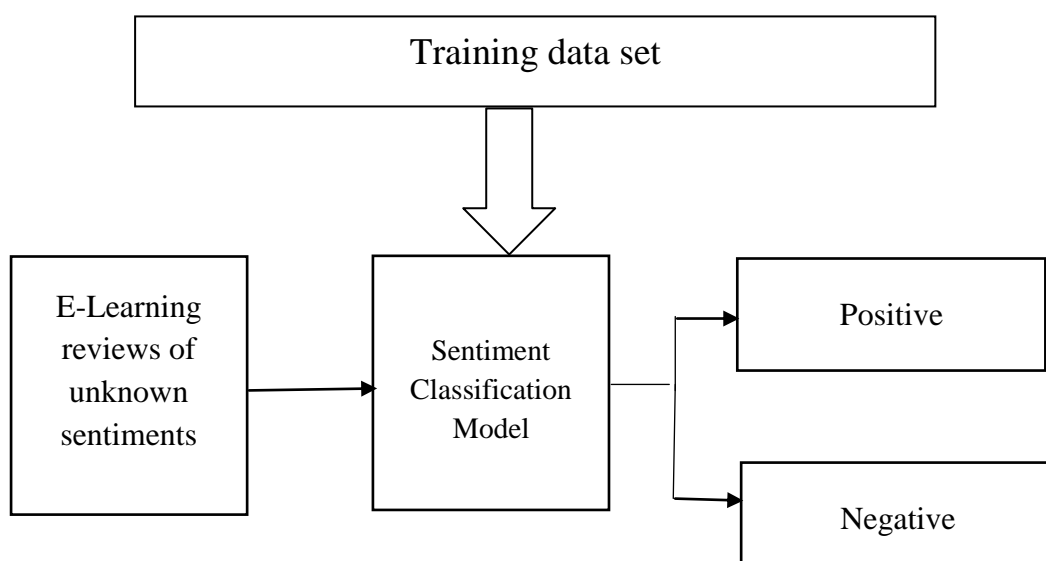 Training data set
E-Learning
reviews of
unknown
sentiments
Sentiment
Classification
Model
Positive
Negative